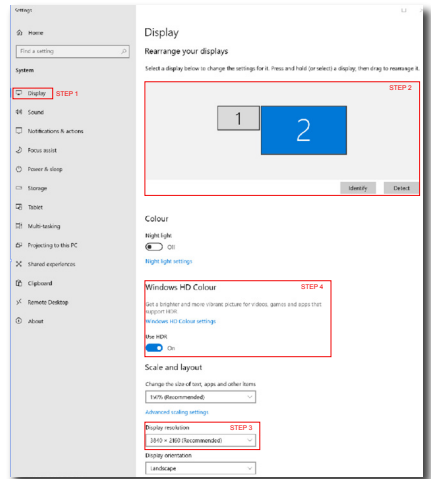 Settings
Home
Find a setting
System
Display STEP 1
Sound
Notifications & actions
Focus assist
Power & sleep
Storage
Tablet
Multi-tasking
Projecting to this PC
Shared experiences
Clipboard
Remote Desktop
About
Display
Rearrange your displays
Select a display below to change the settings for it. Press and hold (or select) a display, then drag to rearrange it.
STEP 2
1
2
Identify Detect
Colour
Night light
Off
Night light settings
Windows HD Colour STEP 4
Get a brighter and more vibrant picture for videos, games and apps that
support HDR.
Windows HD Colour settings
Use HDR
On
Scale and layout
Change the size of text, apps and other items
150% (Recommended)
Advanced scaling settings
Display resolution STEP 3
3840 × 2160 (Recommended)
Display orientation
Landscape